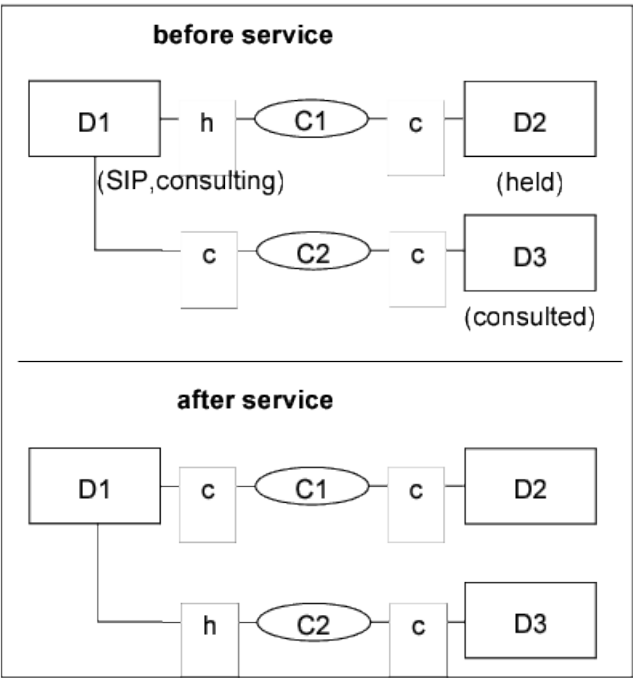 before service
D1 h C1 c D2
(SIP,consulting) (held)
c C2 c D3
(consulted)
after service
D1 c C1 c D2
h C2 c D3